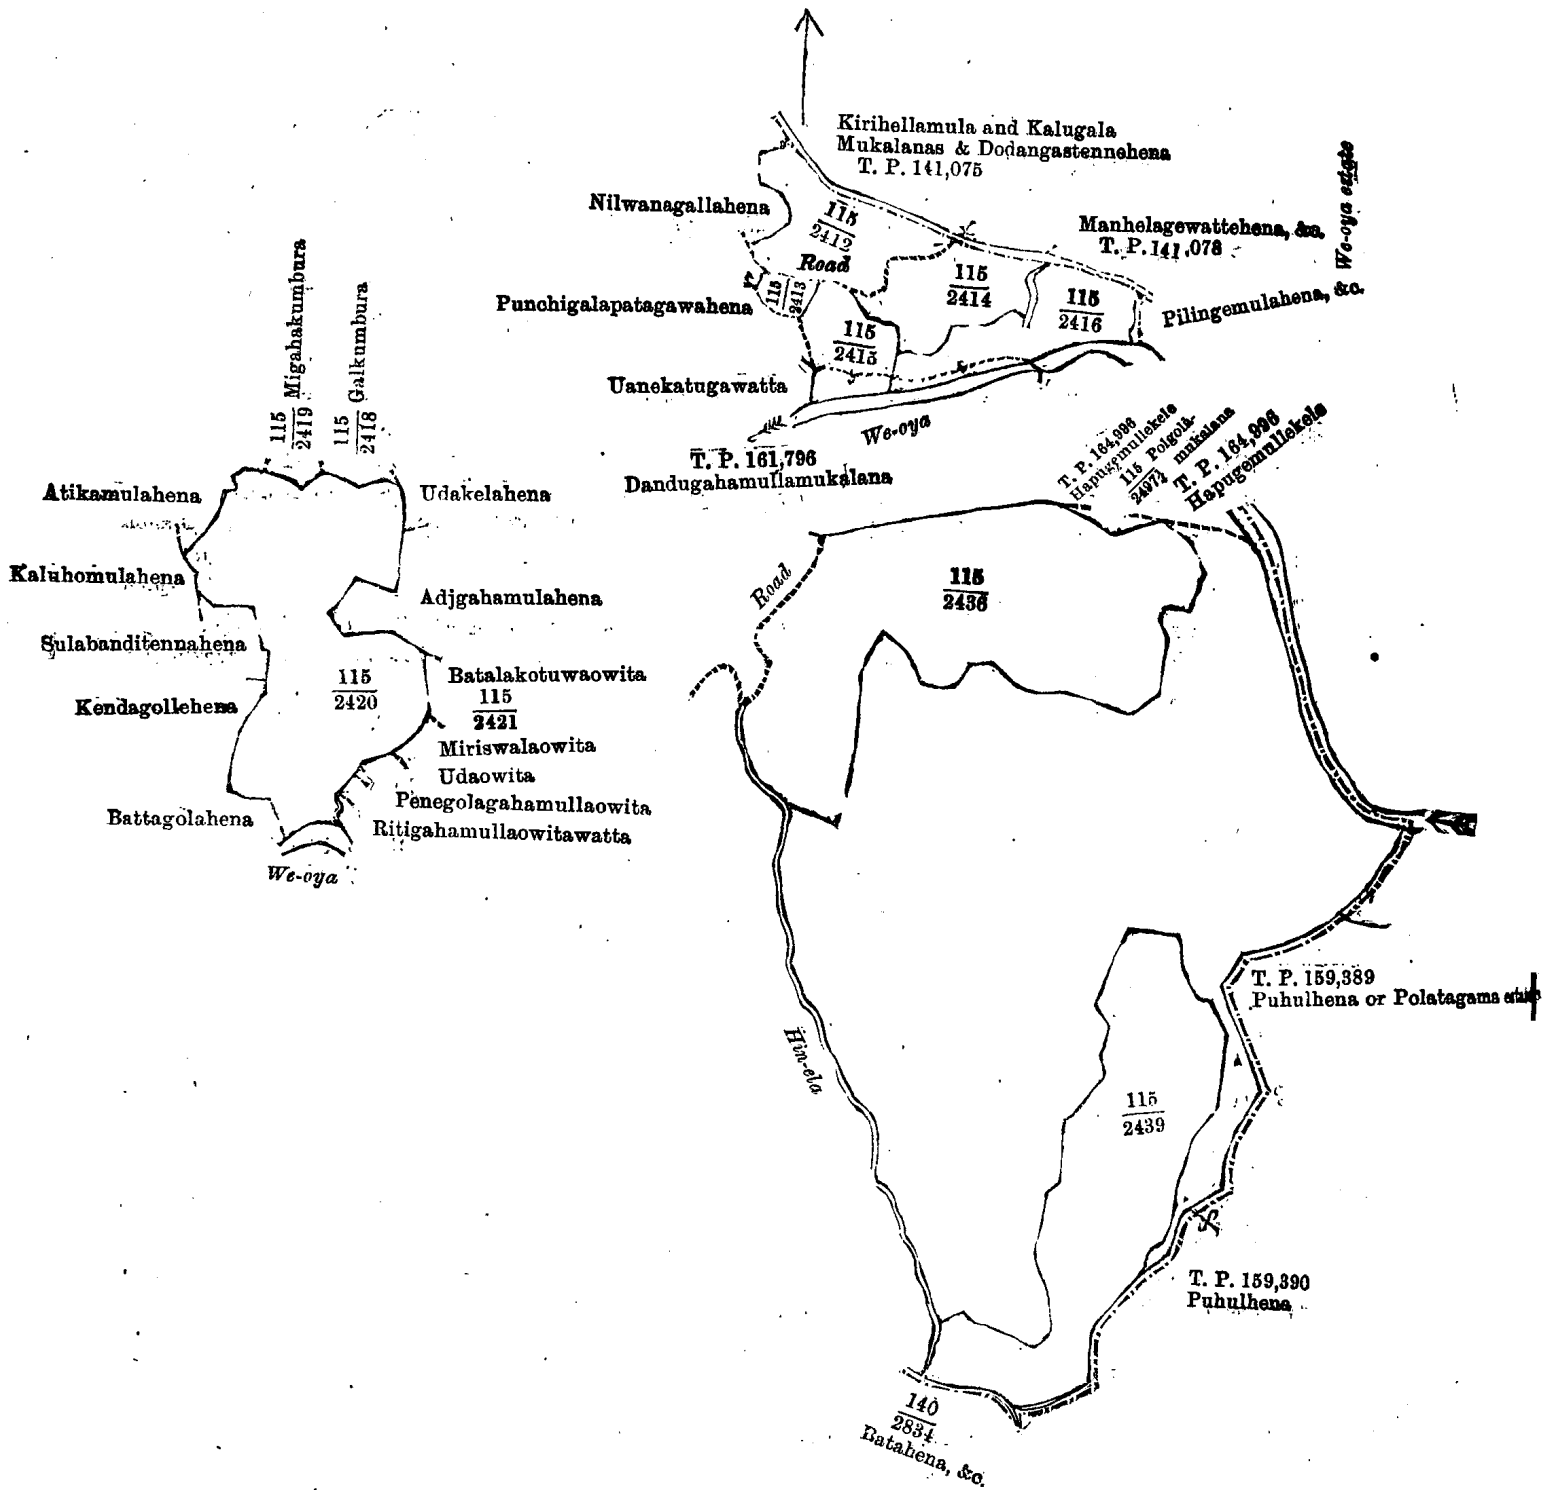 Kirihellamula and Kalugala
Mukalanas & Dodangastennehena
T. P. 141,075
We-oya estate
Nilwanagallahena
115
2412
Manhelagewattehena, &c.
T. P. 141,078
Road
115
2413
115
2414
115
2416
Pilingemulahena, &c.
Punchigalapatagawahena
115
2415
Uanekatugawatta
We-oya
T. P. 161,796
Dandugahamullamukalana
115
2419
Migahakumbura
115
2418
Galkumbura
Atikamulahena
Udakelahena
Kaluhomulahena
Adjgahamulahena
Sulabanditennahena
115
2420
Batalakotuwaowita
115
2421
Kendagollehena
Miriswalaowita
Udaowita
Penegolagahamullaowita
Battagolahena
Ritigahamullaowitawatta
We-oya
T. P. 164,996
Hapugemullekele
115 Polgola-
2497½ mukalana
T. P. 164,996
Hapugemullekele
Road
115
2436
T. P. 159,389
Puhulhena or Polatagama estate
Hin-ela
115
2439
T. P. 159,390
Puhulhena
140
2834
Batahena, &c.